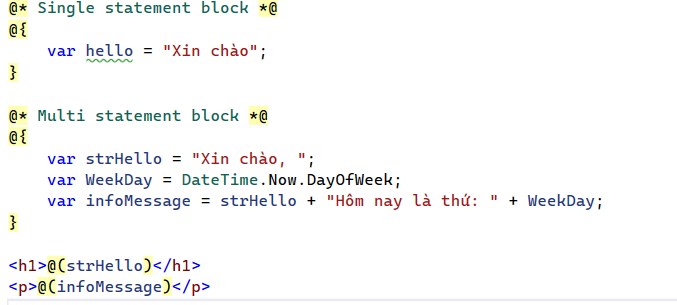 @* Single statement block *@
@{
    var hello = "Xin chào";
}

@* Multi statement block *@
@{
    var strHello = "Xin chào, ";
    var WeekDay = DateTime.Now.DayOfWeek;
    var infoMessage = strHello + "Hôm nay là thứ: " + WeekDay;
}

<h1>@(strHello)</h1>
<p>@(infoMessage)</p>